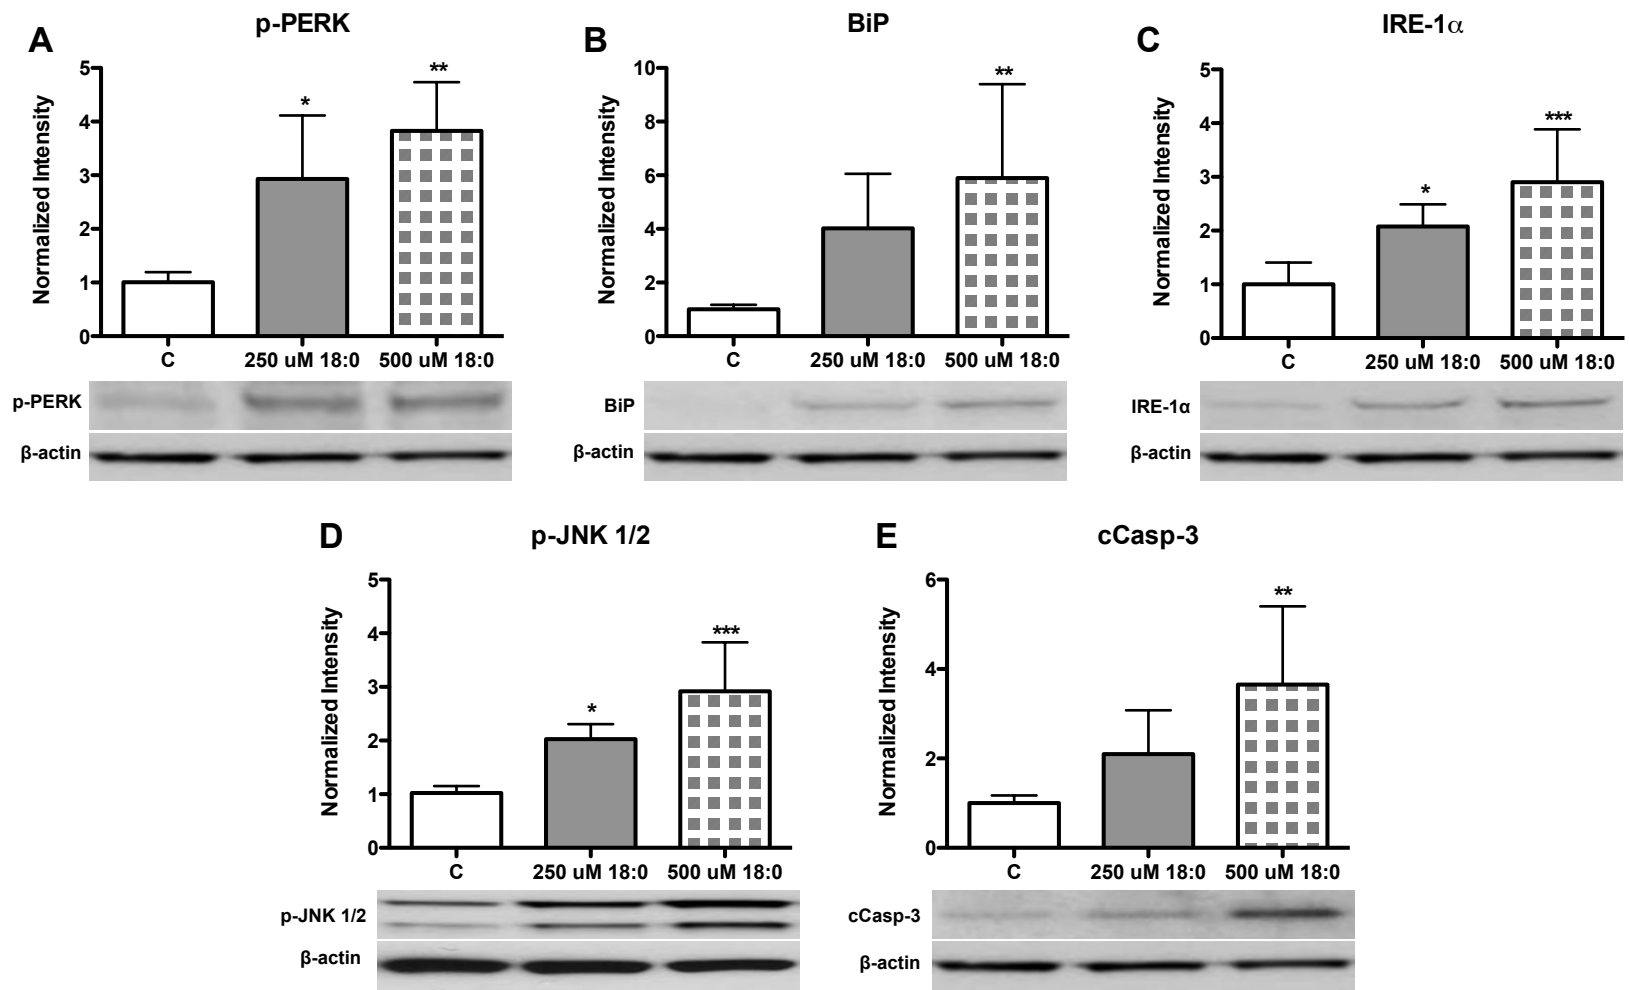 A
p-PERK
Normalized Intensity
5
**
4
*
3
2
1
0
C
250 uM 18:0
500 uM 18:0
p-PERK
β-actin
B
BiP
Normalized Intensity
10
**
8
6
4
2
0
C
250 uM 18:0
500 uM 18:0
BiP
β-actin
C
IRE-1α
Normalized Intensity
5
4
***
3
*
2
1
0
C
250 uM 18:0
500 uM 18:0
IRE-1α
β-actin
D
p-JNK 1/2
Normalized Intensity
5
4
***
3
*
2
1
0
C
250 uM 18:0
500 uM 18:0
p-JNK 1/2
β-actin
E
cCasp-3
Normalized Intensity
6
**
4
2
0
C
250 uM 18:0
500 uM 18:0
cCasp-3
β-actin